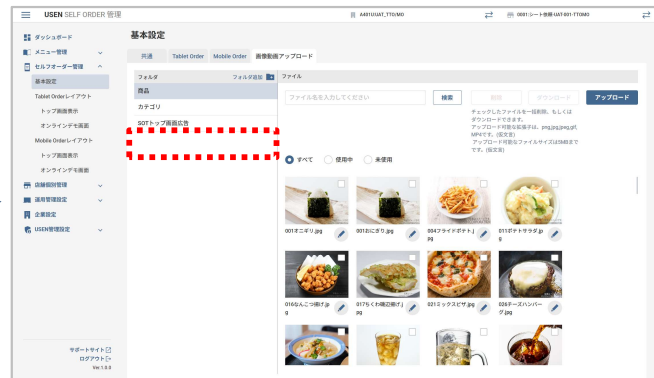 USEN SELF ORDER 管理
A401U/UAT_TTO/MO
0001:シート依頼:UAT-001-TTOMO
ダッシュボード
メニュー管理
セルフオーダー管理
基本設定
Tablet Orderレイアウト
トップ画面表示
オンラインデモ画面
Mobile Orderレイアウト
トップ画面表示
オンラインデモ画面
店舗個別管理
運用管理設定
企業設定
USEN管理設定
サポートサイト
ログアウト
Ver.1.0.0
基本設定
共通
Tablet Order
Mobile Order
画像動画アップロード
フォルダ
フォルダ追加
商品
カテゴリ
SOTトップ画面広告
ファイル
ファイル名を入力してください
検索
削除
ダウンロード
アップロード
チェックしたファイルを一括削除、もしくは
ダウンロードできます。
アップロード可能な拡張子は、png,jpg,jpeg,gif,
MP4です。(仮文言)
アップロード可能なファイルサイズは5MBまで
です。(仮文言)
すべて
使用中
未使用
001オニギリ.jpg
001おにぎり.jpg
004フライドポテト.j
pg
011ポテトサラダ.jp
g
016なんこつ揚げ.jp
g
017ちくわ磯辺揚げ.j
pg
021ミックスピザ.jpg
026チーズハンバー
グ.jpg